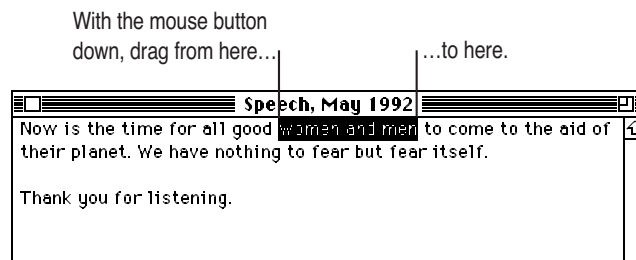 With the mouse button
down, drag from here… …to here.
Speech, May 1992
Now is the time for all good women and men to come to the aid of
their planet. We have nothing to fear but fear itself.
Thank you for listening.